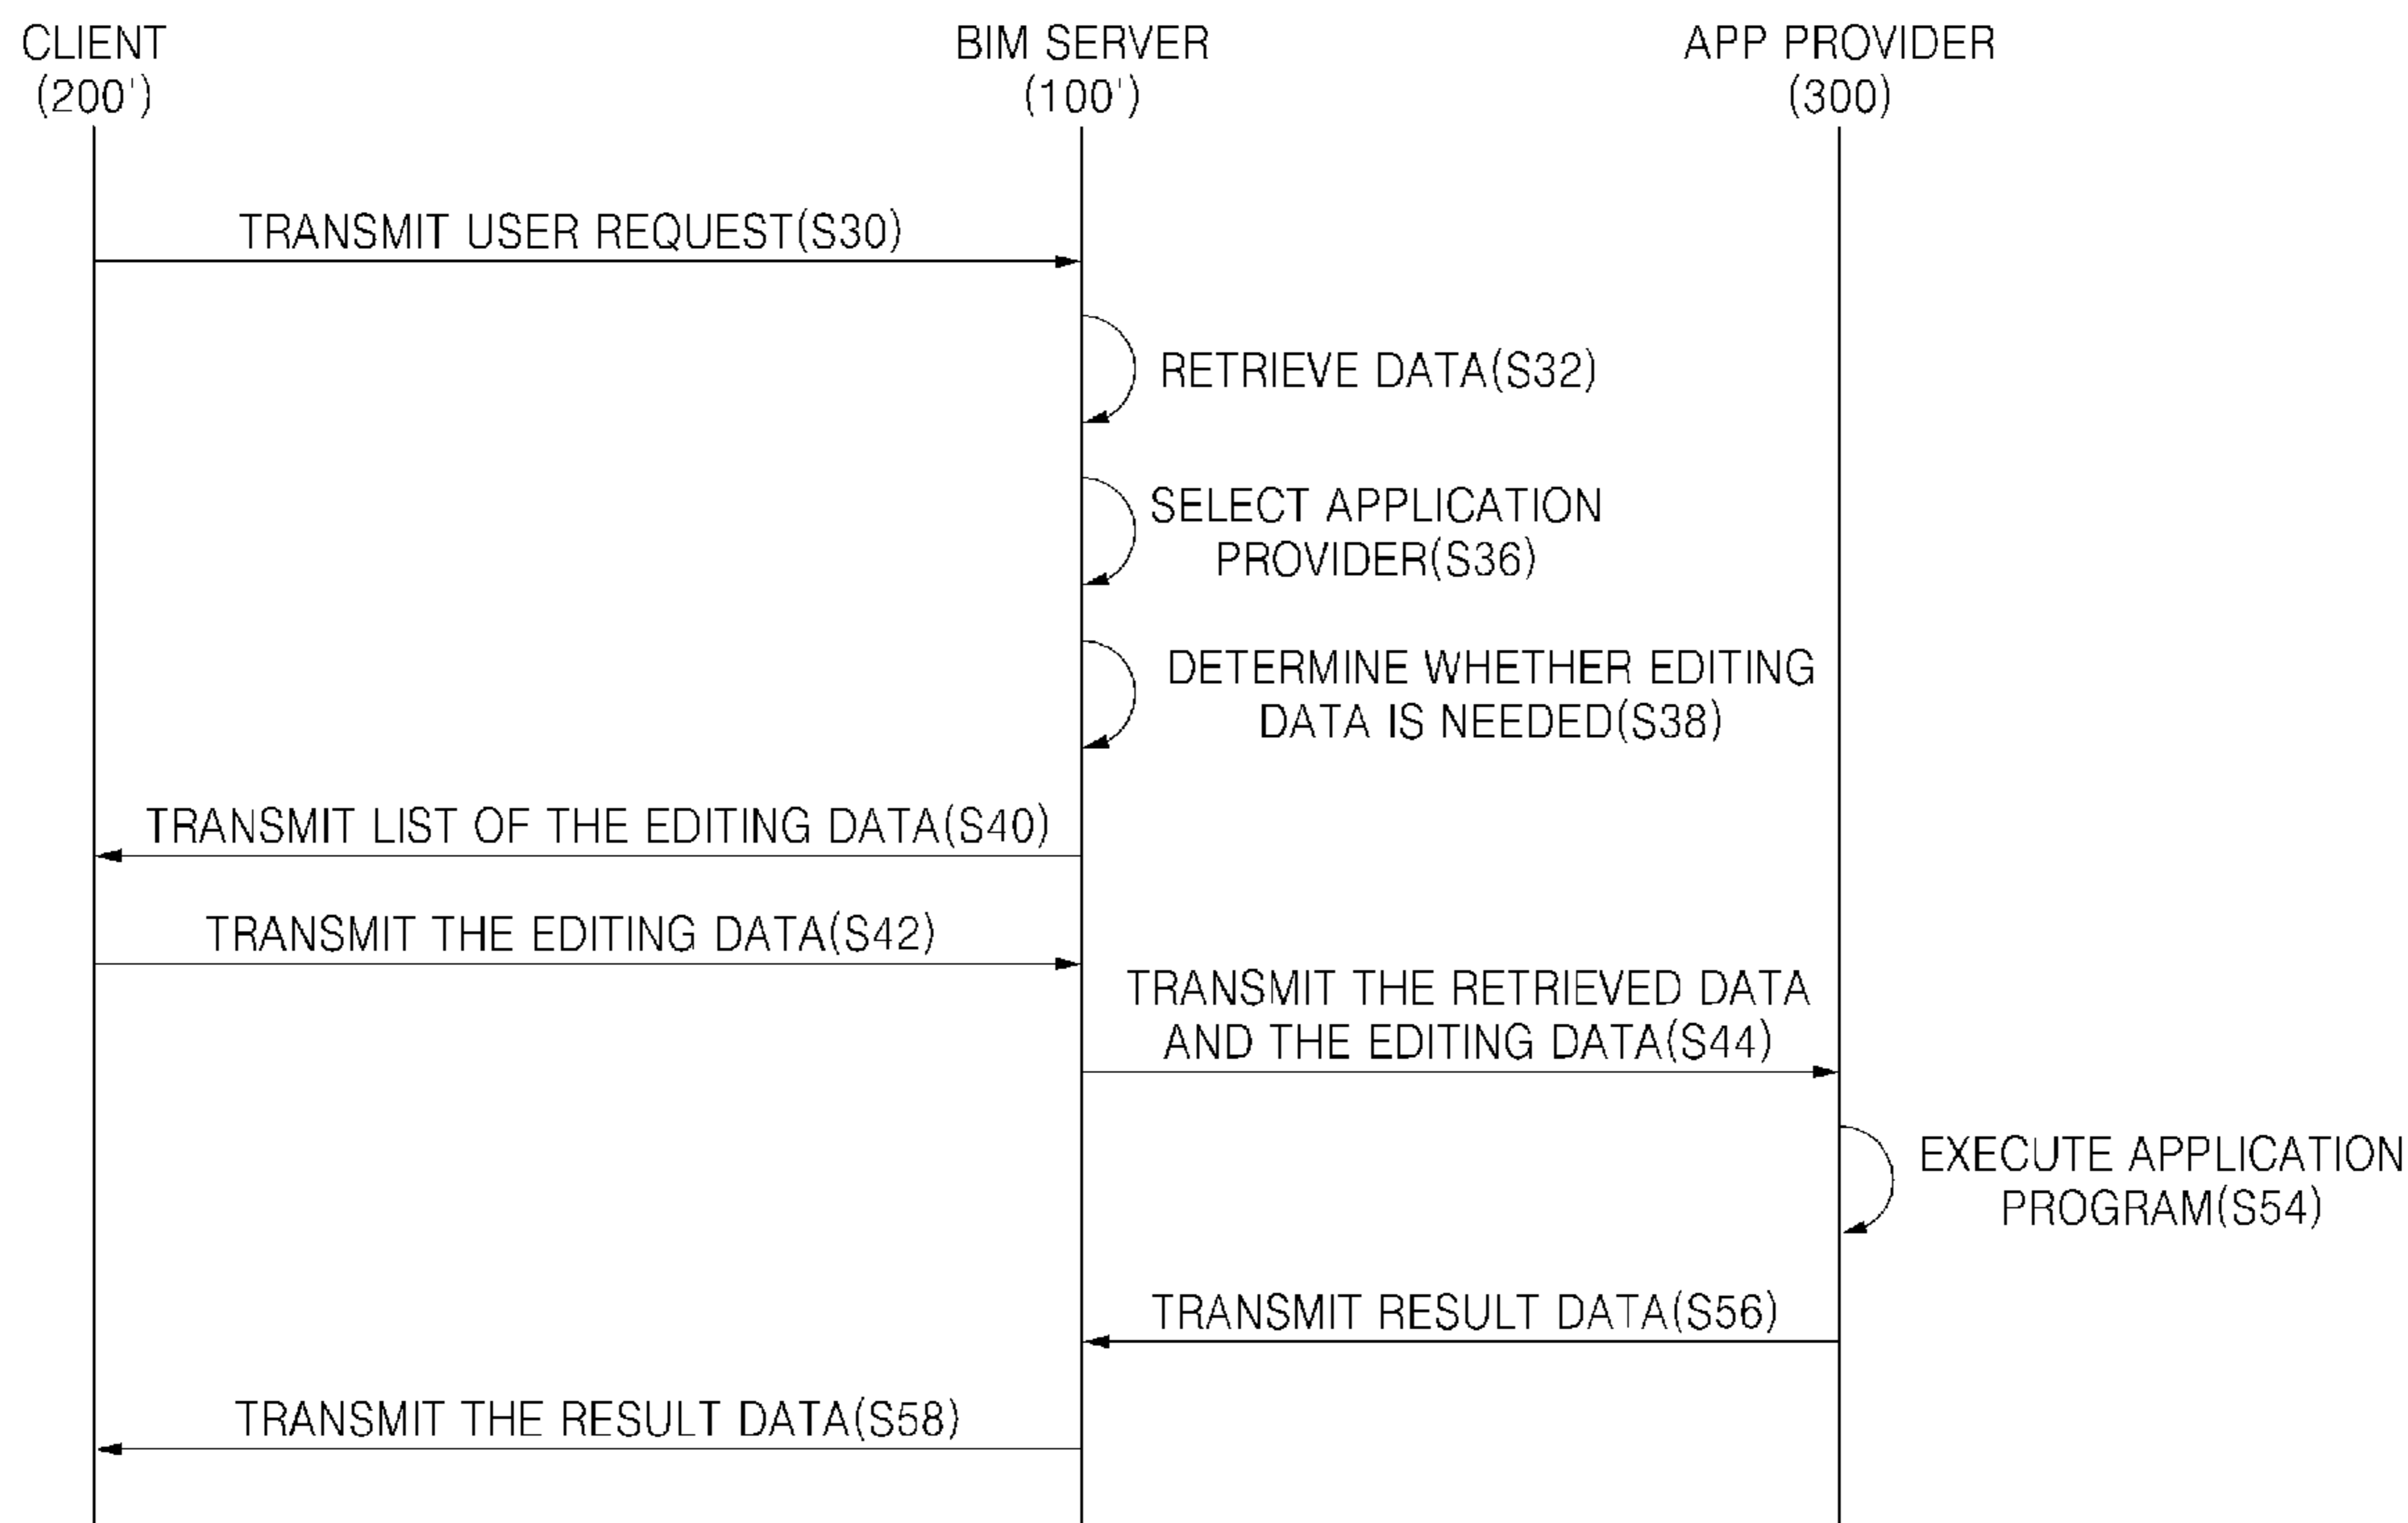 CLIENT
(200')
BIM SERVER
(100')
APP PROVIDER
(300)
TRANSMIT USER REQUEST(S30)
RETRIEVE DATA(S32)
SELECT APPLICATION
PROVIDER(S36)
DETERMINE WHETHER EDITING
DATA IS NEEDED(S38)
TRANSMIT LIST OF THE EDITING DATA(S40)
TRANSMIT THE EDITING DATA(S42)
TRANSMIT THE RETRIEVED DATA
AND THE EDITING DATA(S44)
EXECUTE APPLICATION
PROGRAM(S54)
TRANSMIT RESULT DATA(S56)
TRANSMIT THE RESULT DATA(S58)